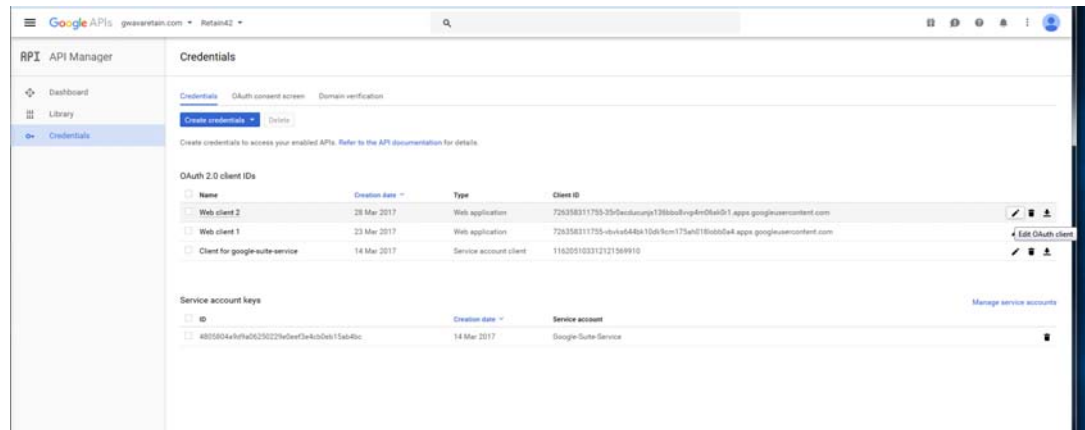 Google APIs gwavaretain.com Retain42
API API Manager
Credentials
Dashboard
Library
Credentials
Credentials OAuth consent screen Domain verification
Create credentials Delete
Create credentials to access your enabled APIs. Refer to the API documentation for details.
OAuth 2.0 client IDs
Name Creation date Type Client ID
Web client 2 28 Mar 2017 Web application
Web client 1 23 Mar 2017 Web application
Edit OAuth client
Client for google-suite-service 14 Mar 2017 Service account client 116205103312121569910
Service account keys
Manage service accounts
ID Creation date Service account
14 Mar 2017 Google-Suite-Service